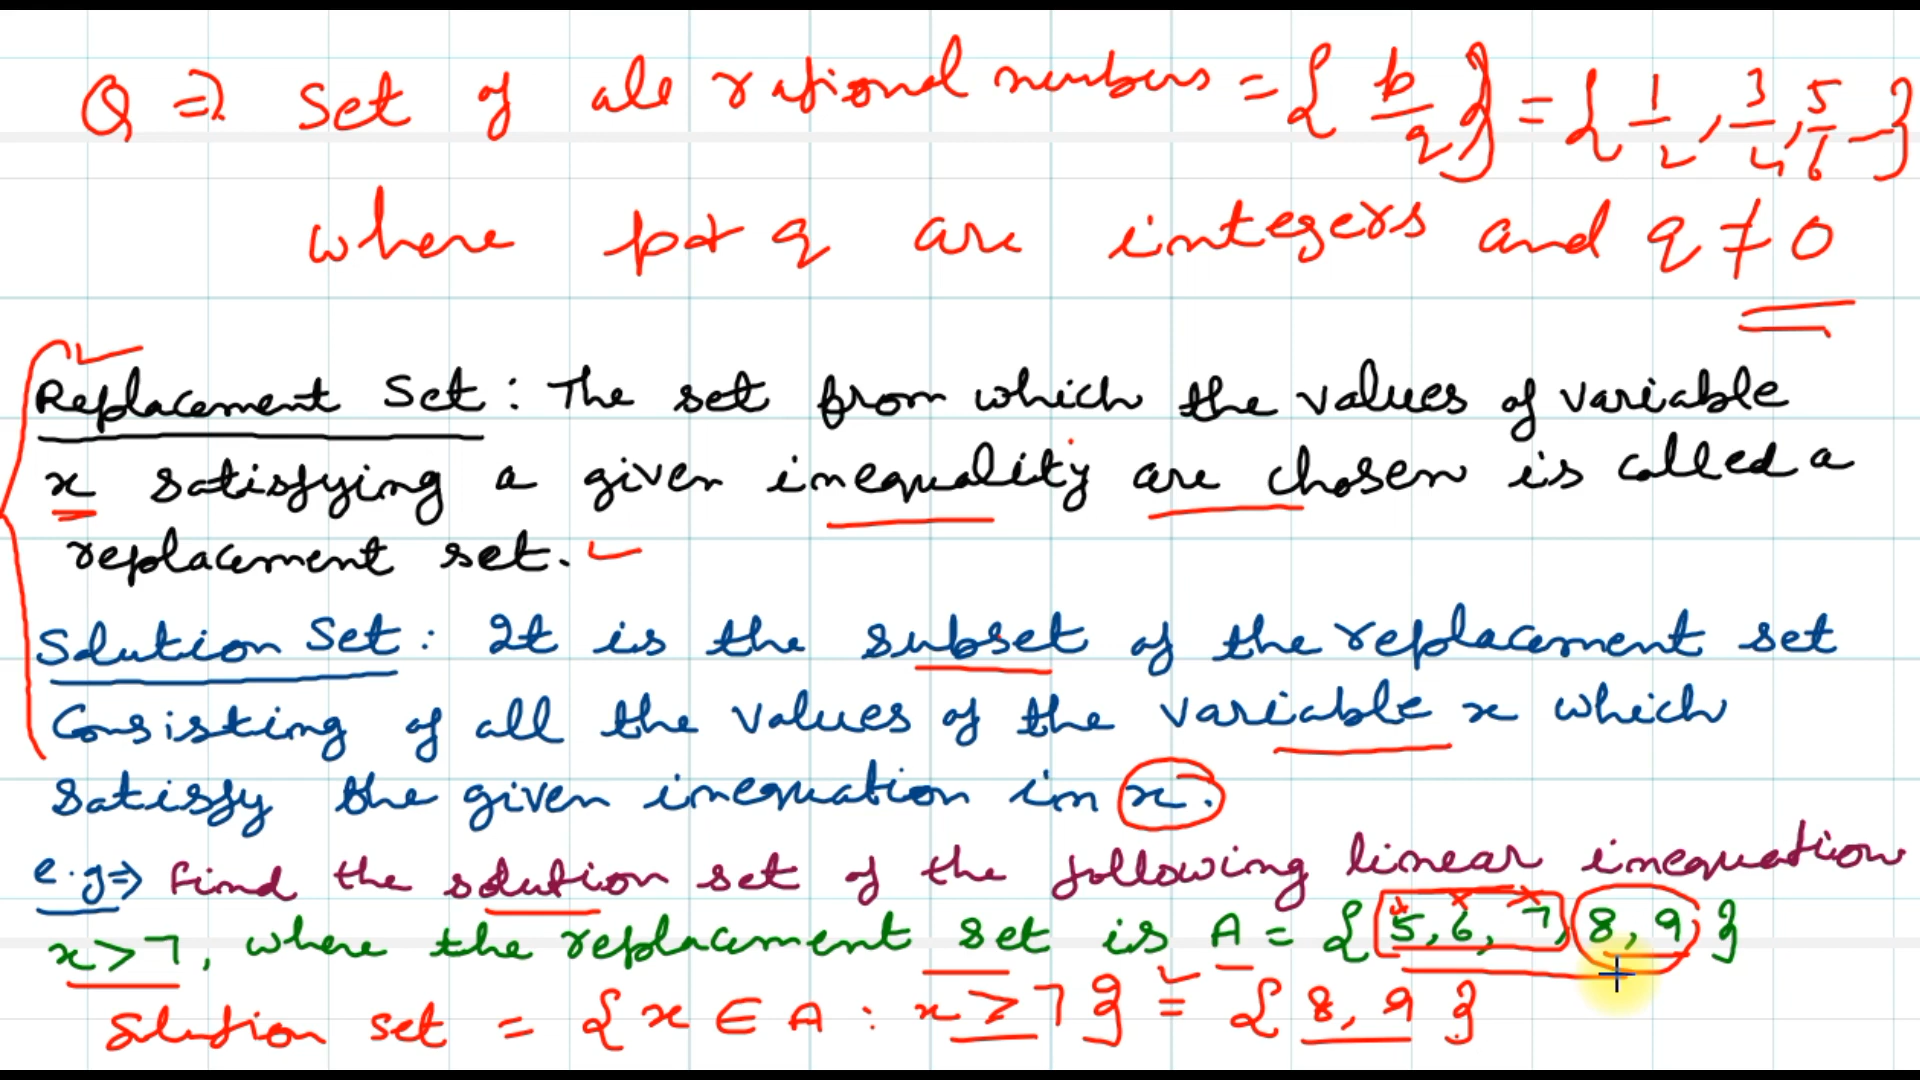 Q ⇒ Set of all rational numbers = { p/q } = { 1/2, 3/4, 5/6 - }
where p & q are integers and q ≠ 0
Replacement Set : The set from which the values of variable
x satisfying a given inequality are chosen is called a
replacement set.
Solution Set : It is the subset of the replacement set
Consisting of all the values of the variable x which
satisfy the given inequation in x.
e.g ⇒ Find the solution set of the following linear inequation
x > 7, where the replacement set is A = { 5, 6, 7, 8, 9 }
Solution set = { x ∈ A : x > 7 } = { 8, 9 }